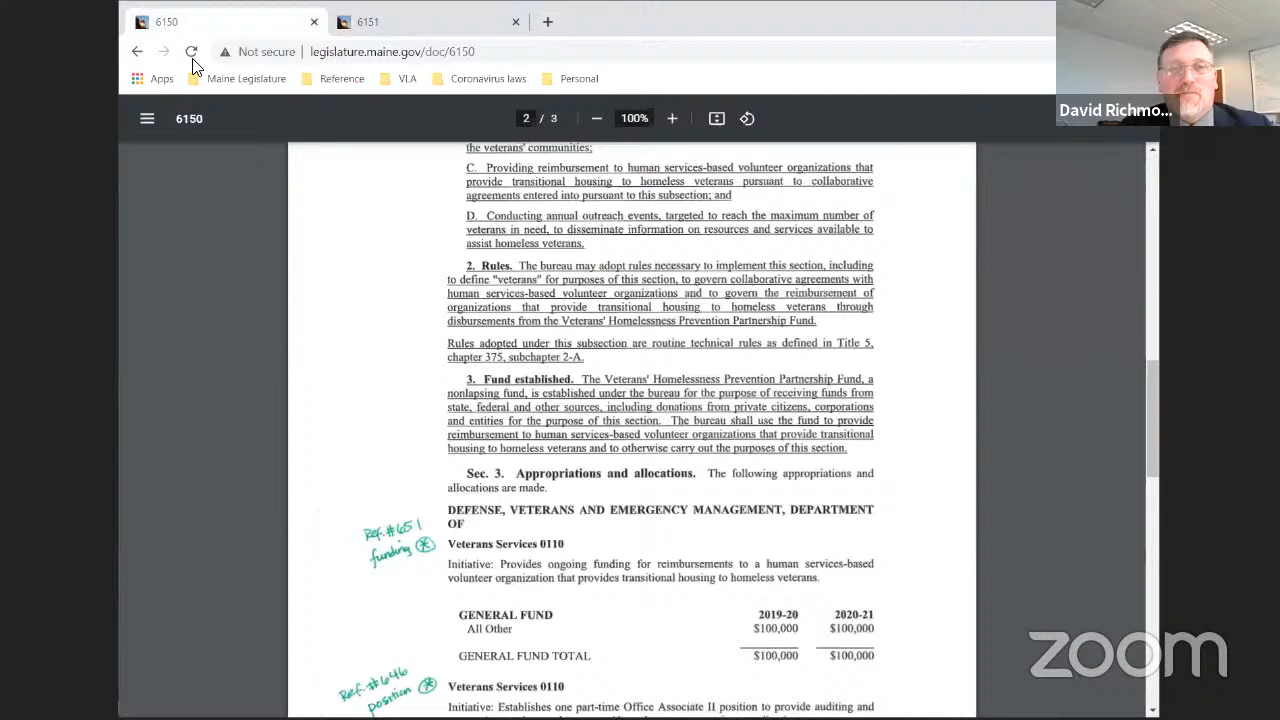 6150
6151
Not secure
legislature.maine.gov/doc/6150
Apps
Maine Legislature
Reference
VLA
Coronavirus laws
Personal
David Richmo...
6150
2 / 3
100%
the veterans' communities;
C. Providing reimbursement to human services-based volunteer organizations that
provide transitional housing to homeless veterans pursuant to collaborative
agreements entered into pursuant to this subsection; and
D. Conducting annual outreach events, targeted to reach the maximum number of
veterans in need, to disseminate information on resources and services available to
assist homeless veterans.
2. Rules. The bureau may adopt rules necessary to implement this section, including
to define "veterans" for purposes of this section, to govern collaborative agreements with
human services-based volunteer organizations and to govern the reimbursement of
organizations that provide transitional housing to homeless veterans through
disbursements from the Veterans' Homelessness Prevention Partnership Fund.
Rules adopted under this subsection are routine technical rules as defined in Title 5,
chapter 375, subchapter 2-A.
3. Fund established. The Veterans' Homelessness Prevention Partnership Fund, a
nonlapsing fund, is established under the bureau for the purpose of receiving funds from
state, federal and other sources, including donations from private citizens, corporations
and entities for the purpose of this section. The bureau shall use the fund to provide
reimbursement to human services-based volunteer organizations that provide transitional
housing to homeless veterans and to otherwise carry out the purposes of this section.
Sec. 3. Appropriations and allocations. The following appropriations and
allocations are made.
DEFENSE, VETERANS AND EMERGENCY MANAGEMENT, DEPARTMENT
OF
Ref.#651
funding
Veterans Services 0110
Initiative: Provides ongoing funding for reimbursements to a human services-based
volunteer organization that provides transitional housing to homeless veterans.
GENERAL FUND 2019-20 2020-21
All Other $100,000 $100,000
GENERAL FUND TOTAL $100,000 $100,000
Ref.#646
position
Veterans Services 0110
Initiative: Establishes one part-time Office Associate II position to provide auditing and
zoom